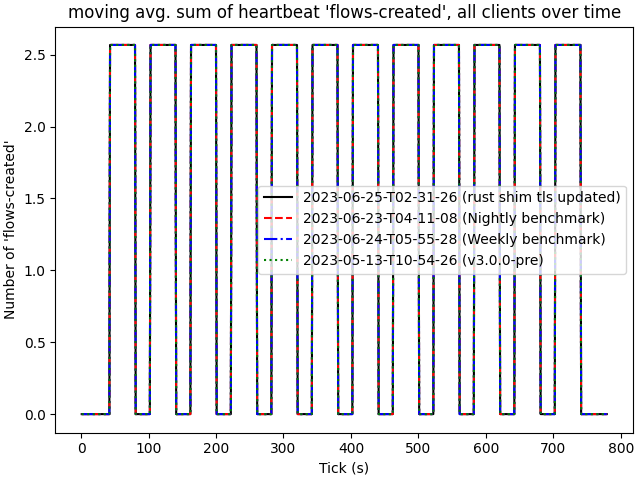 moving avg. sum of heartbeat 'flows-created', all clients over time
Number of 'flows-created'
2.5
2.0
1.5
1.0
0.5
0.0
2023-06-25-T02-31-26 (rust shim tls updated)
2023-06-23-T04-11-08 (Nightly benchmark)
2023-06-24-T05-55-28 (Weekly benchmark)
2023-05-13-T10-54-26 (v3.0.0-pre)
0 100 200 300 400 500 600 700 800
Tick (s)